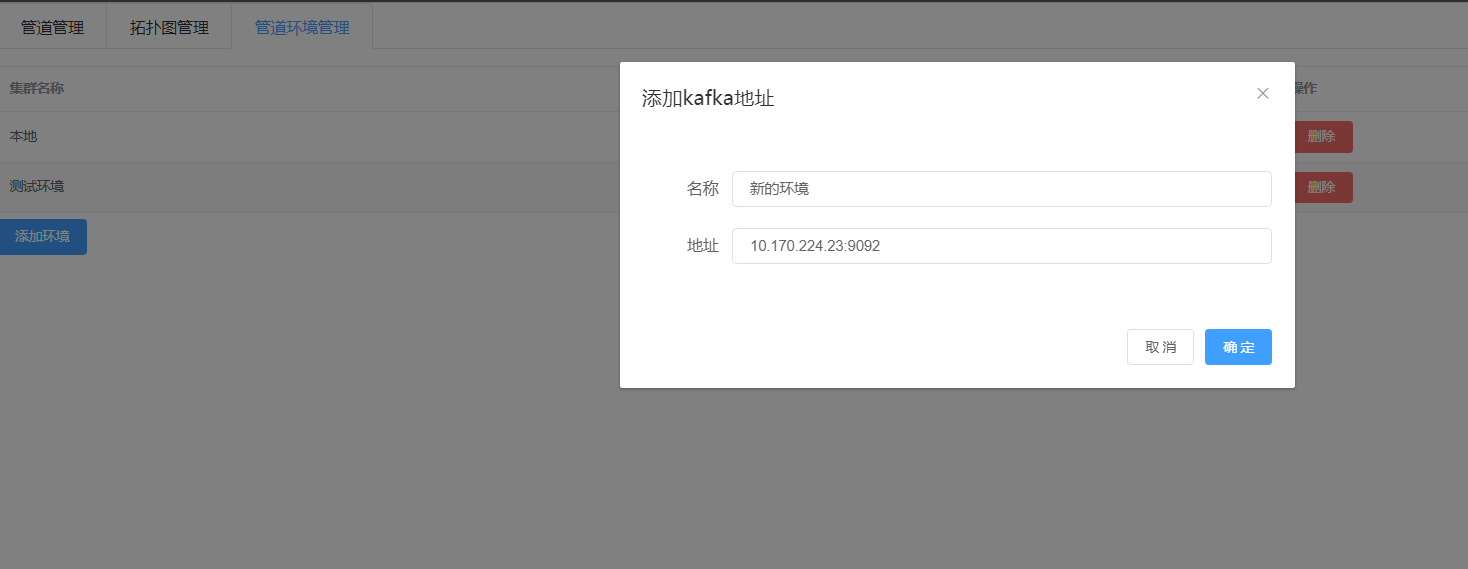 管道管理 拓扑图管理 管道环境管理
集群名称 操作
添加kafka地址
本地 删除
名称 新的环境
测试环境 删除
添加环境
地址 10.170.224.23:9092
取消 确定